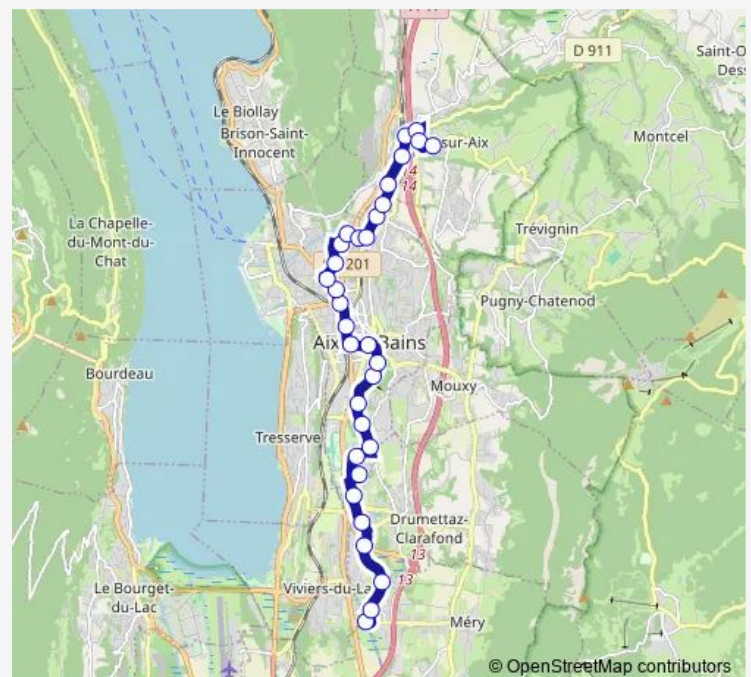 D 911
Saint-O
Des
Le Biollay
Brison-Saint-
Innocent
sur-Aix
Montcel
14
14
La Chapelle-
du-Mont-du-
Chat
Trévignin
201
Pugny-Chatenod
Aix
Bains
Bourdeau
Mouxy
Tresserve
Drumettaz-
Clarafond
13
13
Le Bourget-
du-Lac
Viviers-du-La
Méry
© OpenStreetMap contributors